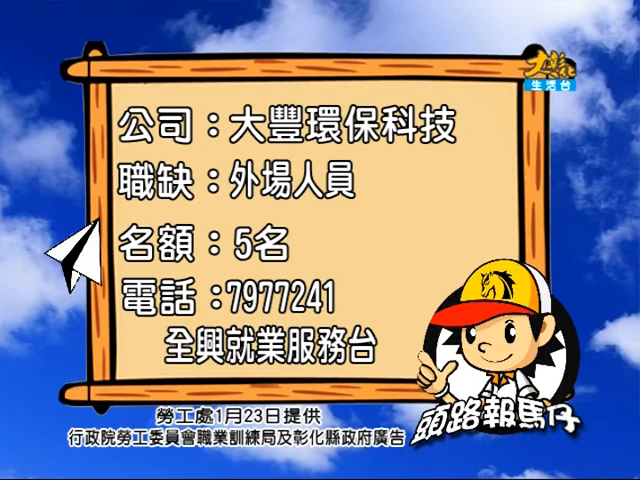 大彰化
生活台
公司：大豐環保科技
職缺：外場人員
名額：5名
電話：7977241
全興就業服務台
頭路報馬仔
勞工處1月23日提供
行政院勞工委員會職業訓練局及彰化縣政府廣告